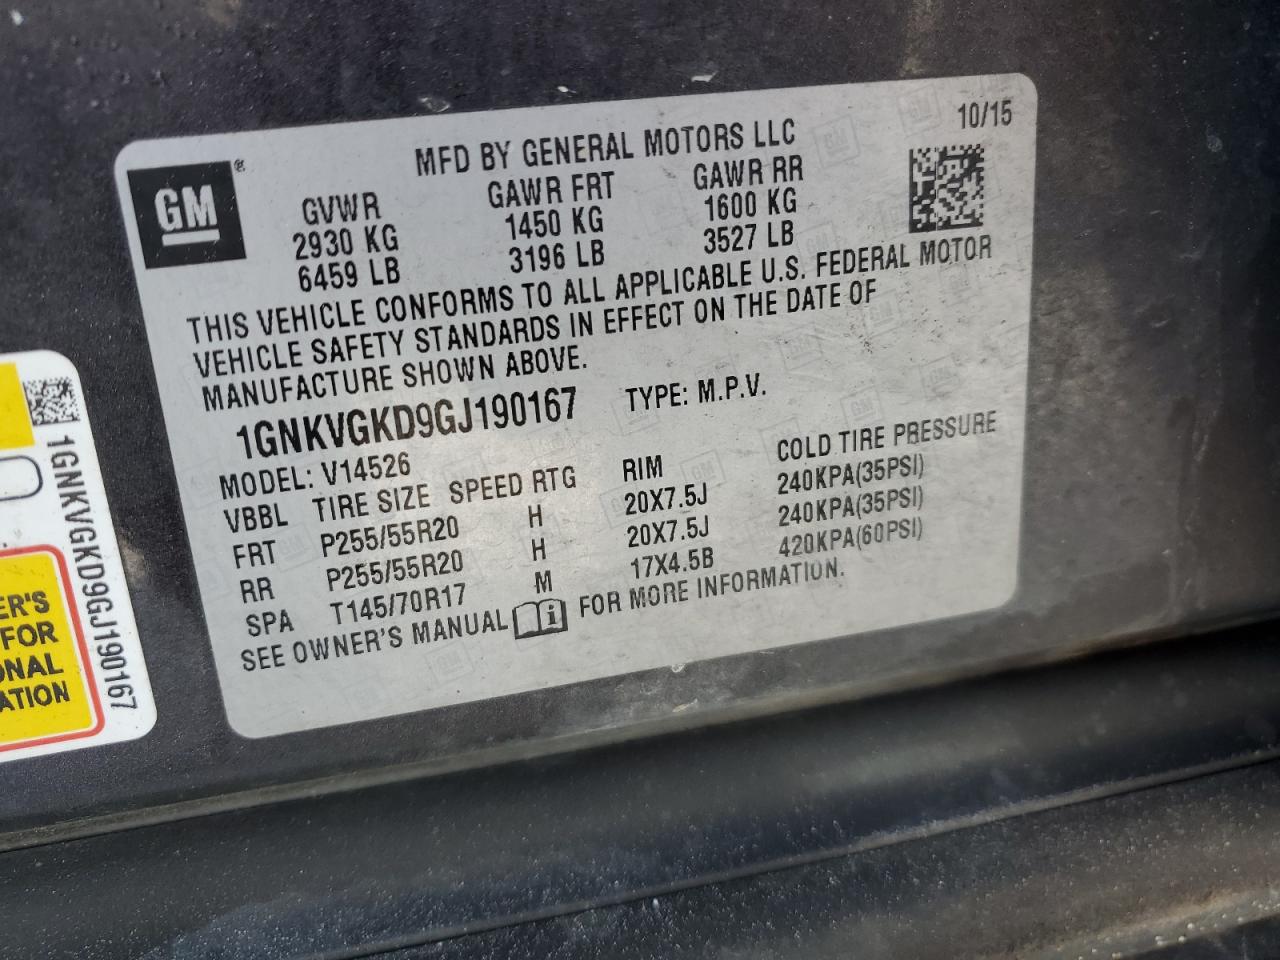 10/15
MFD BY GENERAL MOTORS LLC
GM®
GVWR GAWR FRT GAWR RR
2930 KG 1450 KG 1600 KG
6459 LB 3196 LB 3527 LB
THIS VEHICLE CONFORMS TO ALL APPLICABLE U.S. FEDERAL MOTOR
VEHICLE SAFETY STANDARDS IN EFFECT ON THE DATE OF
MANUFACTURE SHOWN ABOVE.
1GNKVGKD9GJ190167 TYPE: M.P.V.
MODEL: V14526
VBBL TIRE SIZE SPEED RTG RIM COLD TIRE PRESSURE
FRT P255/55R20 H 20X7.5J 240KPA(35PSI)
RR P255/55R20 H 20X7.5J 240KPA(35PSI)
SPA T145/70R17 M 17X4.5B 420KPA(60PSI)
SEE OWNER'S MANUAL i FOR MORE INFORMATION.
1GNKVGKD9GJ190167
ER'S
FOR
ONAL
ATION